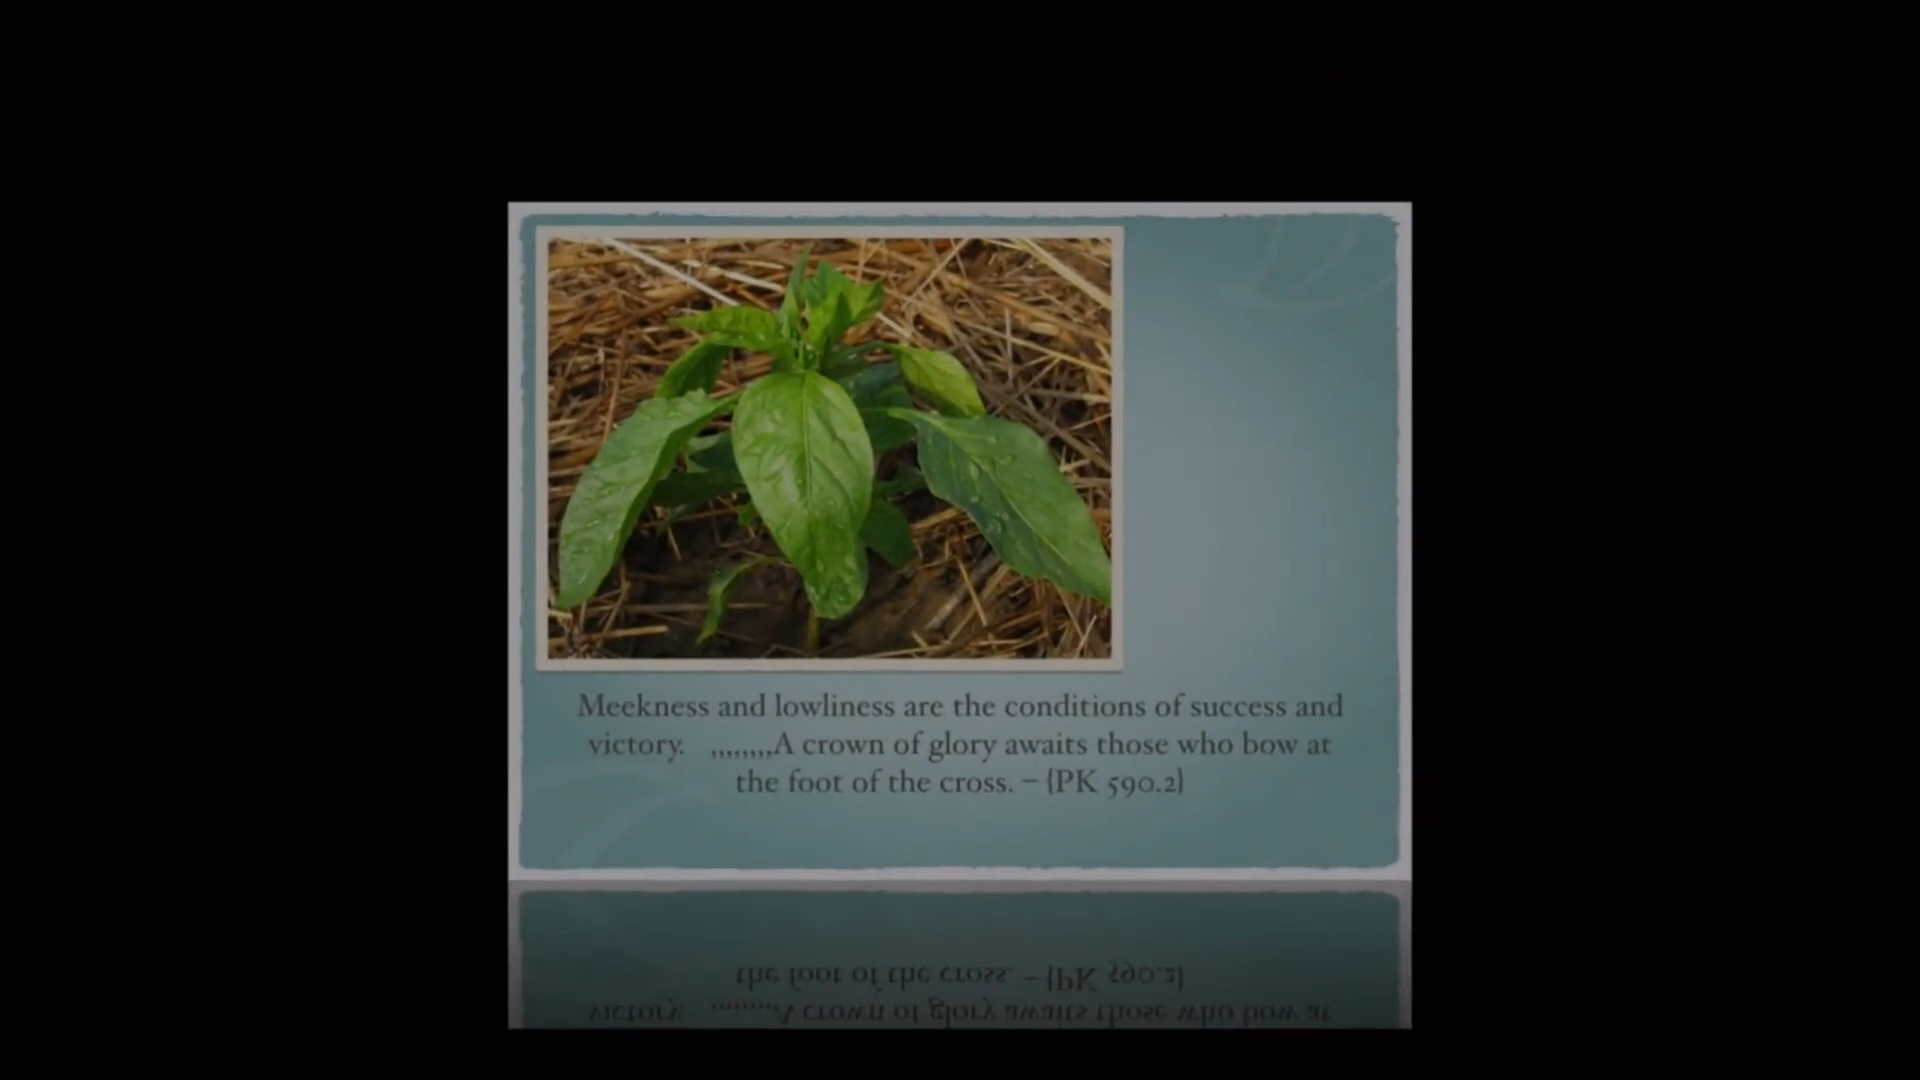 Meekness and lowliness are the conditions of success and
victory. ,,,,,,,,A crown of glory awaits those who bow at
the foot of the cross. – {PK 590.2}